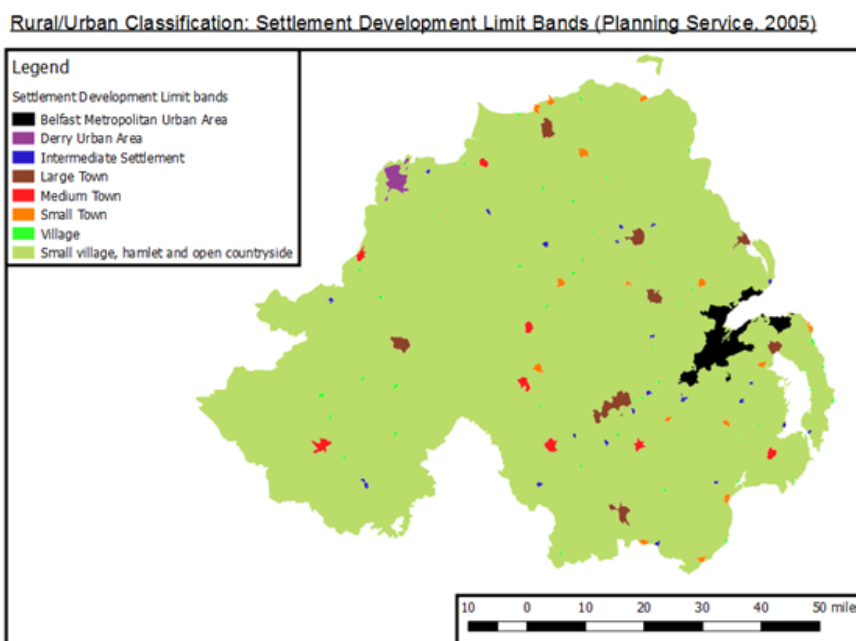 Rural/Urban Classification: Settlement Development Limit Bands (Planning Service, 2005)
Legend
Settlement Development Limit bands
Belfast Metropolitan Urban Area
Derry Urban Area
Intermediate Settlement
Large Town
Medium Town
Small Town
Village
Small village, hamlet and open countryside
10 0 10 20 30 40 50 mile